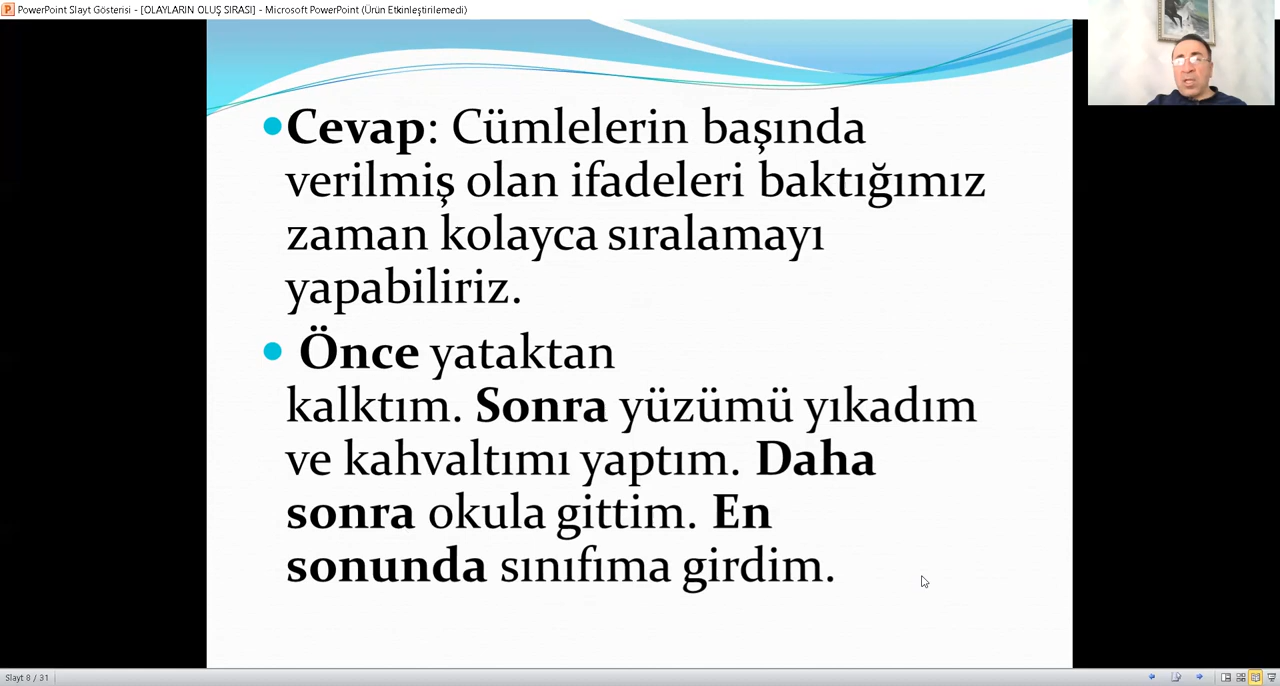 PowerPoint Slayt Gösterisi - [OLAYLARIN OLUŞ SIRASI] - Microsoft PowerPoint (Ürün Etkinleştirilemedi)
Cevap: Cümlelerin başında
verilmiş olan ifadeleri baktığımız
zaman kolayca sıralamayı
yapabiliriz.
Önce yataktan
kalktım. Sonra yüzümü yıkadım
ve kahvaltımı yaptım. Daha
sonra okula gittim. En
sonunda sınıfıma girdim.
Slayt 8 / 31